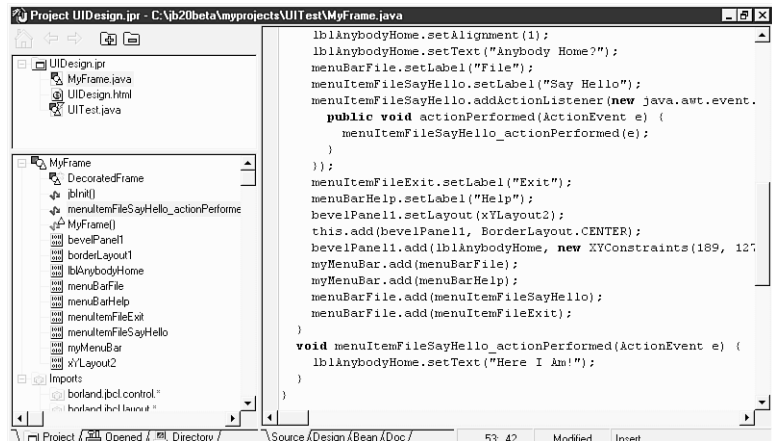 Project UIDesign.jpr - C:\jb20beta\myprojects\UITest\MyFrame.java
UIDesign.jpr
MyFrame.java
UIDesign.html
UITest.java
MyFrame
DecoratedFrame
jbInit()
menuItemFileSayHello_actionPerforme
MyFrame()
bevelPanel1
borderLayout1
lblAnybodyHome
menuBarFile
menuBarHelp
menuItemFileExit
menuItemFileSayHello
myMenuBar
xYLayout2
Imports
borland.jbcl.control.*
borland.jbcl.layout.*
Project Opened Directory
lblAnybodyHome.setAlignment(1);
lblAnybodyHome.setText("Anybody Home?");
menuBarFile.setLabel("File");
menuItemFileSayHello.setLabel("Say Hello");
menuItemFileSayHello.addActionListener(new java.awt.event.
public void actionPerformed(ActionEvent e) {
menuItemFileSayHello_actionPerformed(e);
}
});
menuItemFileExit.setLabel("Exit");
menuBarHelp.setLabel("Help");
bevelPanel1.setLayout(xYLayout2);
this.add(bevelPanel1, BorderLayout.CENTER);
bevelPanel1.add(lblAnybodyHome, new XYConstraints(189, 127
myMenuBar.add(menuBarFile);
myMenuBar.add(menuBarHelp);
menuBarFile.add(menuItemFileSayHello);
menuBarFile.add(menuItemFileExit);
}
void menuItemFileSayHello_actionPerformed(ActionEvent e) {
lblAnybodyHome.setText("Here I Am!");
}
}
Source Design Bean Doc
53: 42 Modified Insert